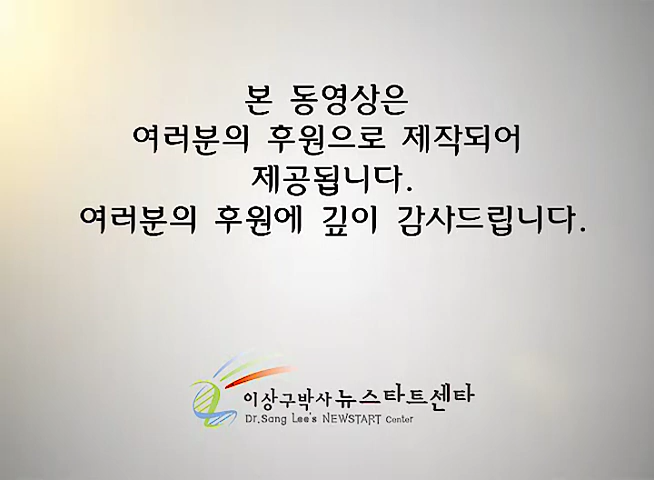 본 동영상은
여러분의 후원으로 제작되어
제공됩니다.
여러분의 후원에 깊이 감사드립니다.
이상구박사 뉴스타트센타
Dr.Sang Lee's NEWSTART Center